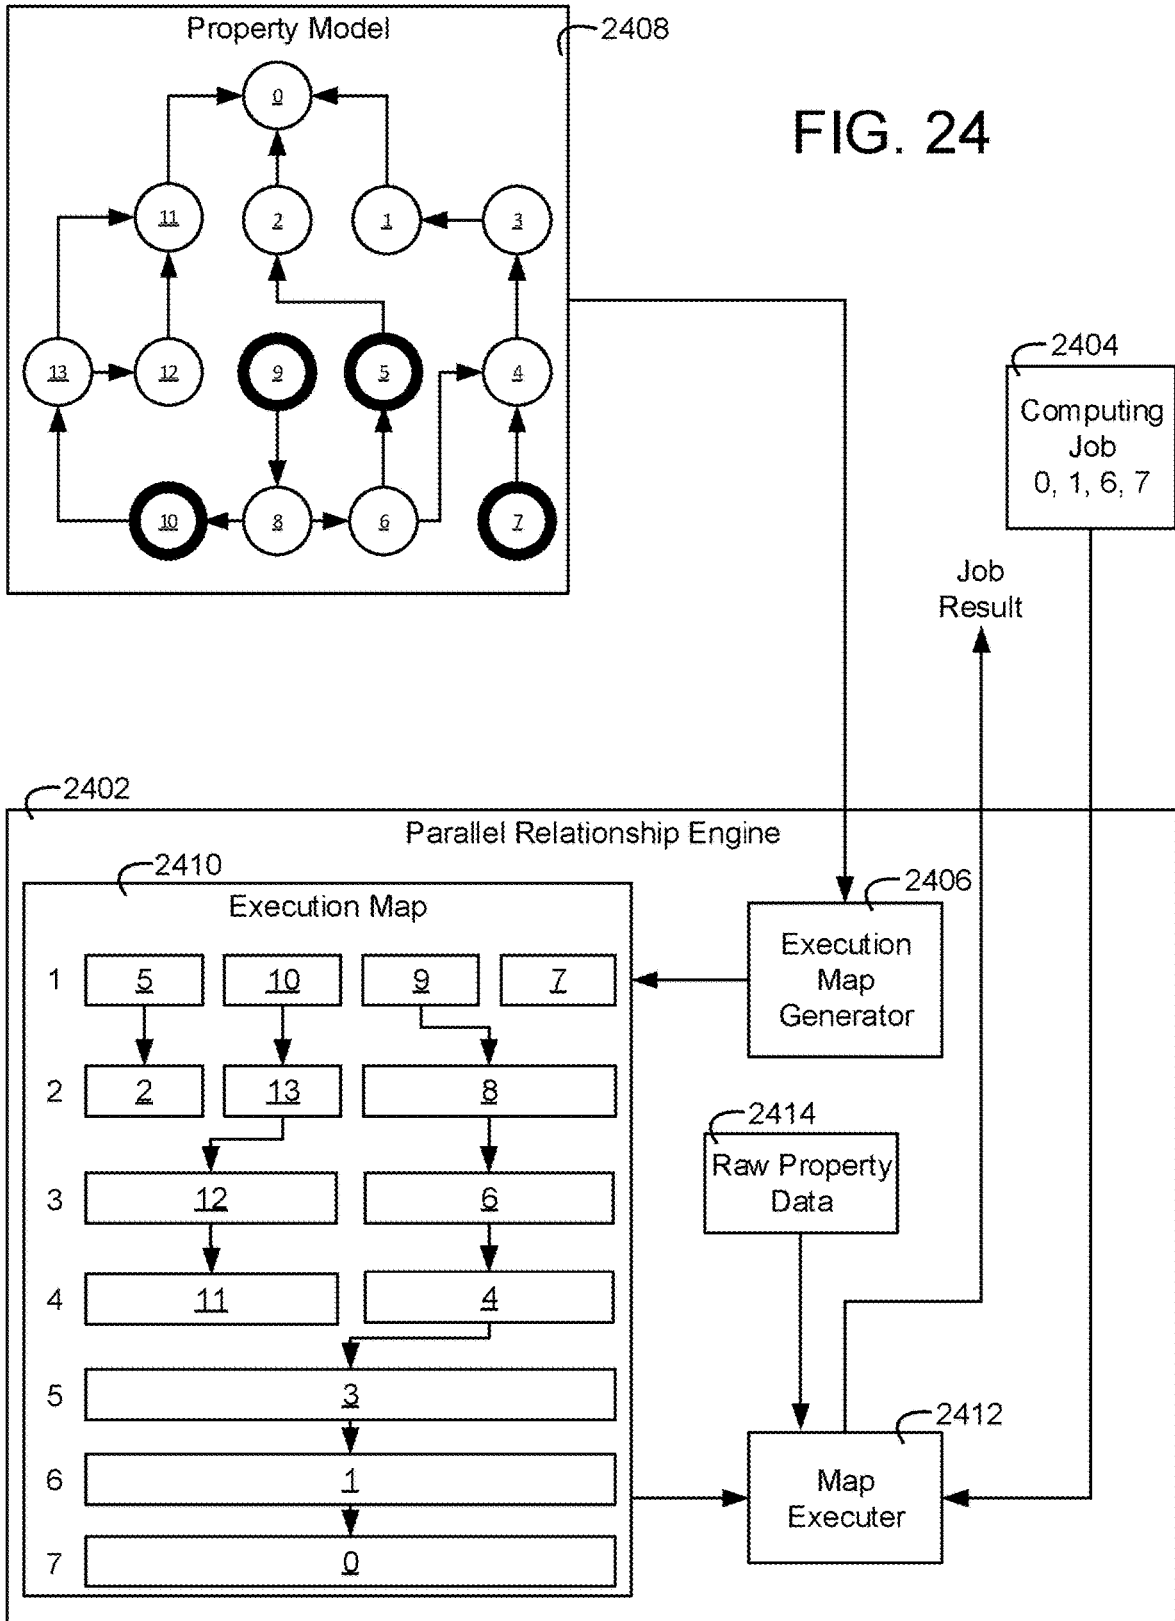 Property Model
2408
0
FIG. 24
11
2
1
3
13
12
9
5
4
10
8
6
7
2404
Computing
Job
0, 1, 6, 7
Job
Result
2402
Parallel Relationship Engine
2410
Execution Map
2406
Execution
Map
Generator
1
5
10
9
7
2
2
13
8
2414
Raw Property
Data
3
12
6
4
11
4
5
3
2412
Map
Executer
6
1
7
0